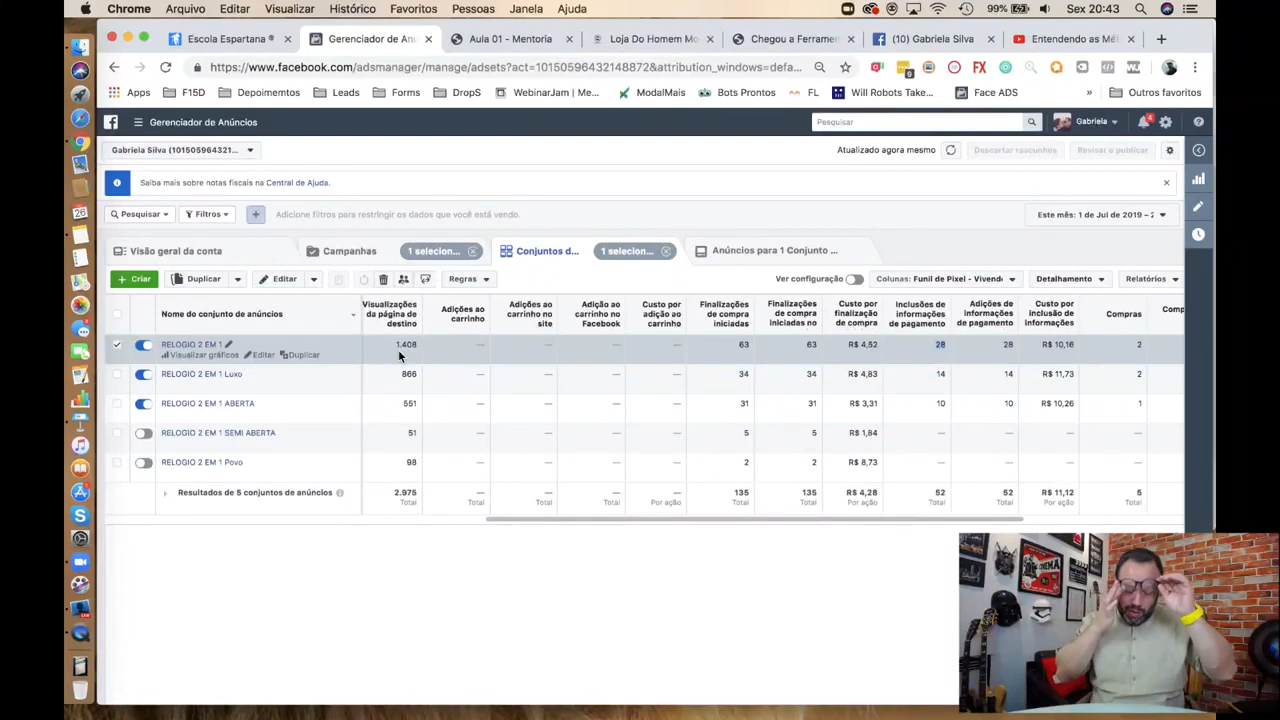 Chrome Arquivo Editar Visualizar Histórico Favoritos Pessoas Janela Ajuda 99% Sex 20:43
Escola Espartana ® Gerenciador de Anú Aula 01 - Mentoria Loja Do Homem Mo Chegou a Ferramen (10) Gabriela Silva Entendendo as Mé
https://www.facebook.com/adsmanager/manage/adsets?act=10150596432148872&attribution_windows=defa...
Apps F15D Depoimemtos Leads Forms DropS WebinarJam | Me... ModalMais Bots Prontos FL Will Robots Take... Face ADS » Outros favoritos
Gerenciador de Anúncios Pesquisar Gabriela 4
Gabriela Silva (101505964321... Atualizado agora mesmo Descartar rascunhos Revisar e publicar
Saiba mais sobre notas fiscais na Central de Ajuda.
Pesquisar Filtros Adicione filtros para restringir os dados que você está vendo. Este mês: 1 de Jul de 2019 – 2
Visão geral da conta Campanhas 1 selecion... Conjuntos d... 1 selecion... Anúncios para 1 Conjunto ...
+ Criar Duplicar Editar Regras Ver configuração Colunas: Funil de Pixel - Vivend Detalhamento Relatórios
Nome do conjunto de anúncios Visualizações da página de destino Adições ao carrinho Adições ao carrinho no site Adição ao carrinho no Facebook Custo por adição ao carrinho Finalizações de compra iniciadas Finalizações de compra iniciadas no Custo por finalização de compra Inclusões de informações de pagamento Adições de informações de pagamento Custo por inclusão de informações Compras Comp
RELOGIO 2 EM 1 1.408 — — — — 63 63 R$ 4,52 28 28 R$ 10,16 2
Visualizar gráficos Editar Duplicar
RELOGIO 2 EM 1 Luxo 866 — — — — 34 34 R$ 4,83 14 14 R$ 11,73 2
RELOGIO 2 EM 1 ABERTA 551 — — — — 31 31 R$ 3,31 10 10 R$ 10,26 1
RELOGIO 2 EM 1 SEMI ABERTA 51 — — — — 5 5 R$ 1,84 — — — —
RELOGIO 2 EM 1 Povo 98 — — — — 2 2 R$ 8,73 — — — —
Resultados de 5 conjuntos de anúncios 2.975 — — — — 135 135 R$ 4,28 52 52 R$ 11,12 5
Total Total Total Total Por ação Total Total Por ação Total Total Por ação Total